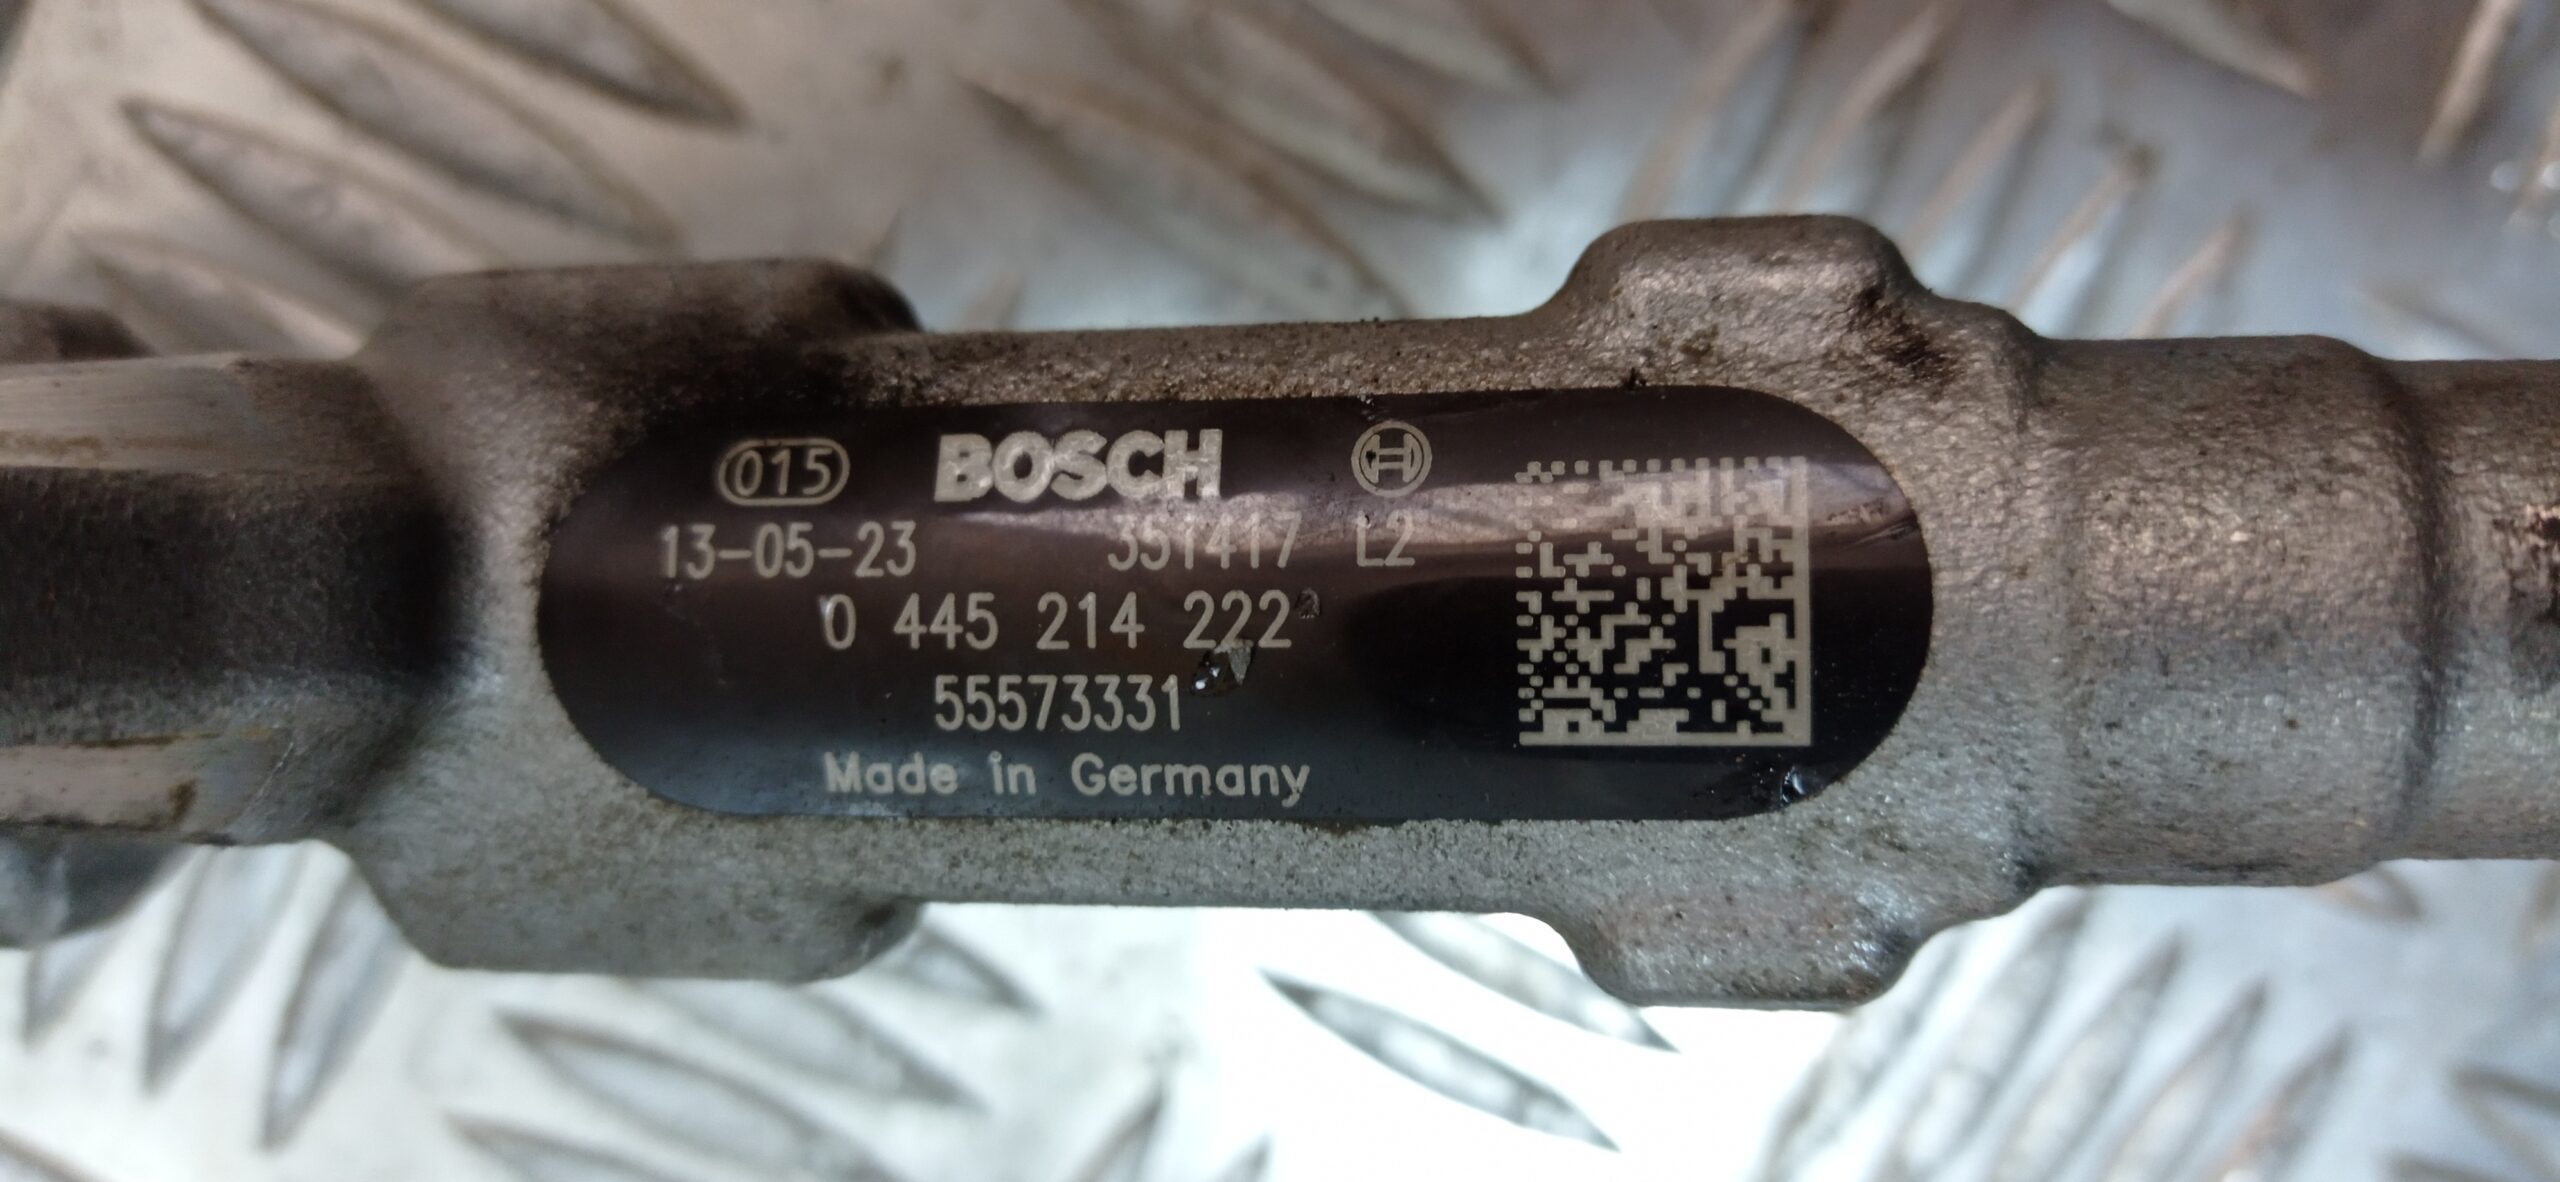 015 BOSCH
13-05-23 351417 L2
0 445 214 222
55573331
Made in Germany